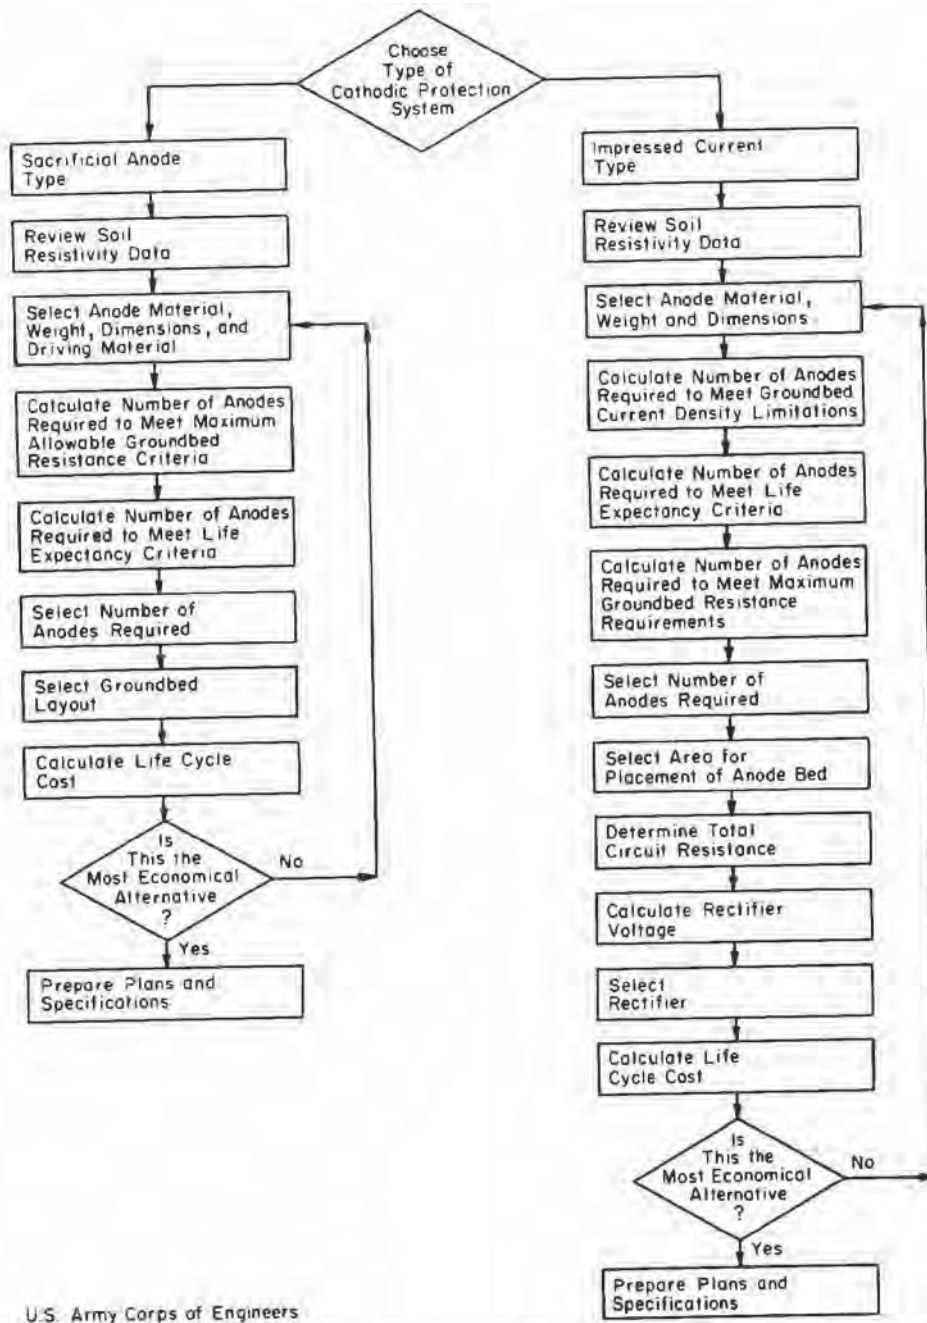 Choose
Type of
Cathodic Protection
System
Sacrificial Anode
Type
Review Soil
Resistivity Data
Select Anode Material,
Weight, Dimensions, and
Driving Material
Calculate Number of Anodes
Required to Meet Maximum
Allowable Groundbed
Resistance Criteria
Calculate Number of Anodes
Required to Meet Life
Expectancy Criteria
Select Number of
Anodes Required
Select Groundbed
Layout
Calculate Life Cycle
Cost
Is
This the
Most Economical
Alternative
?
No
Yes
Prepare Plans and
Specifications
Impressed Current
Type
Review Soil
Resistivity Data
Select Anode Material,
Weight and Dimensions
Calculate Number of Anodes
Required to Meet Groundbed
Current Density Limitations
Calculate Number of Anodes
Required to Meet Life
Expectancy Criteria
Calculate Number of Anodes
Required to Meet Maximum
Groundbed Resistance
Requirements
Select Number of
Anodes Required
Select Area for
Placement of Anode Bed
Determine Total
Circuit Resistance
Calculate Rectifier
Voltage
Select
Rectifier
Calculate Life
Cycle Cost
Is
This the
Most Economical
Alternative
?
No
Yes
Prepare Plans and
Specifications
U.S. Army Corps of Engineers